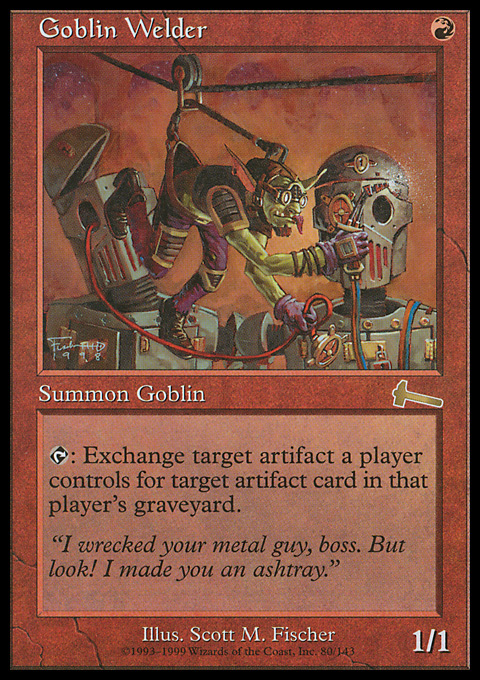 Goblin Welder
1998
Summon Goblin
: Exchange target artifact a player
controls for target artifact card in that
player's graveyard.
“I wrecked your metal guy, boss. But
look! I made you an ashtray.”
Illus. Scott M. Fischer
©1993–1999 Wizards of the Coast, Inc. 80/143
1/1